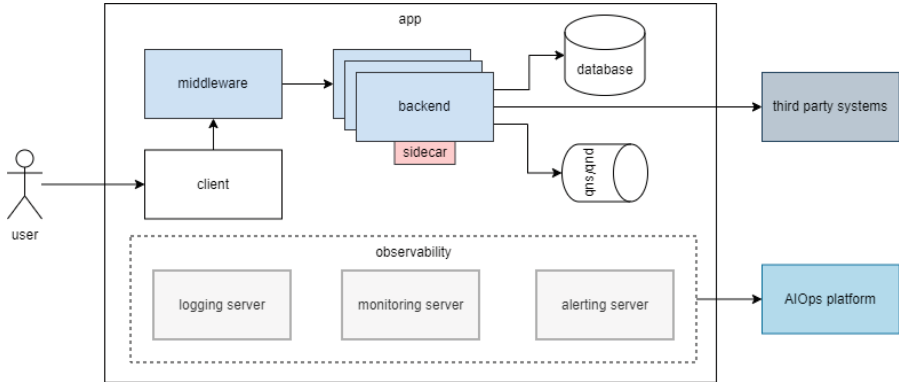 app
middleware
backend
database
third party systems
sidecar
client
pub/sub
user
observability
logging server
monitoring server
alerting server
AIOps platform